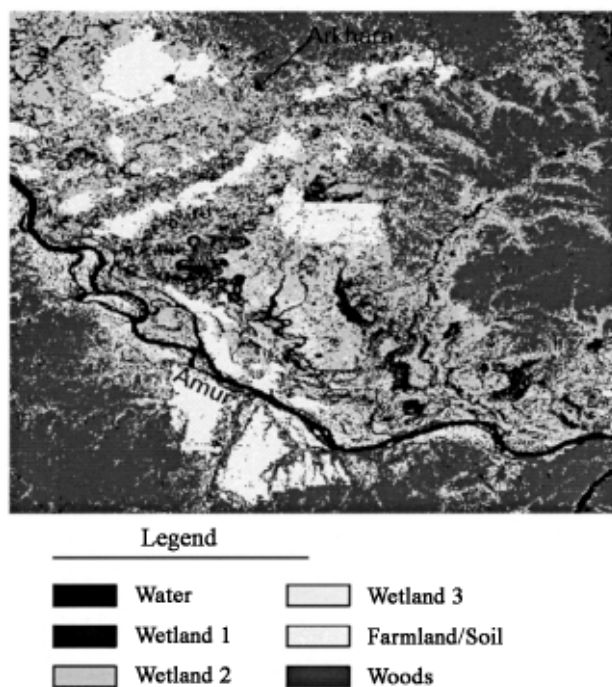 Arkhara
Amur
Legend
Water
Wetland 3
Wetland 1
Farmland/Soil
Wetland 2
Woods